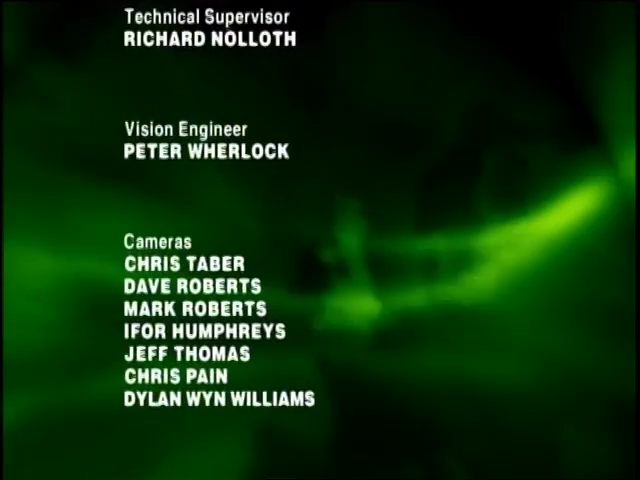 Technical Supervisor
RICHARD NOLLOTH
Vision Engineer
PETER WHERLOCK
Cameras
CHRIS TABER
DAVE ROBERTS
MARK ROBERTS
IFOR HUMPHREYS
JEFF THOMAS
CHRIS PAIN
DYLAN WYN WILLIAMS